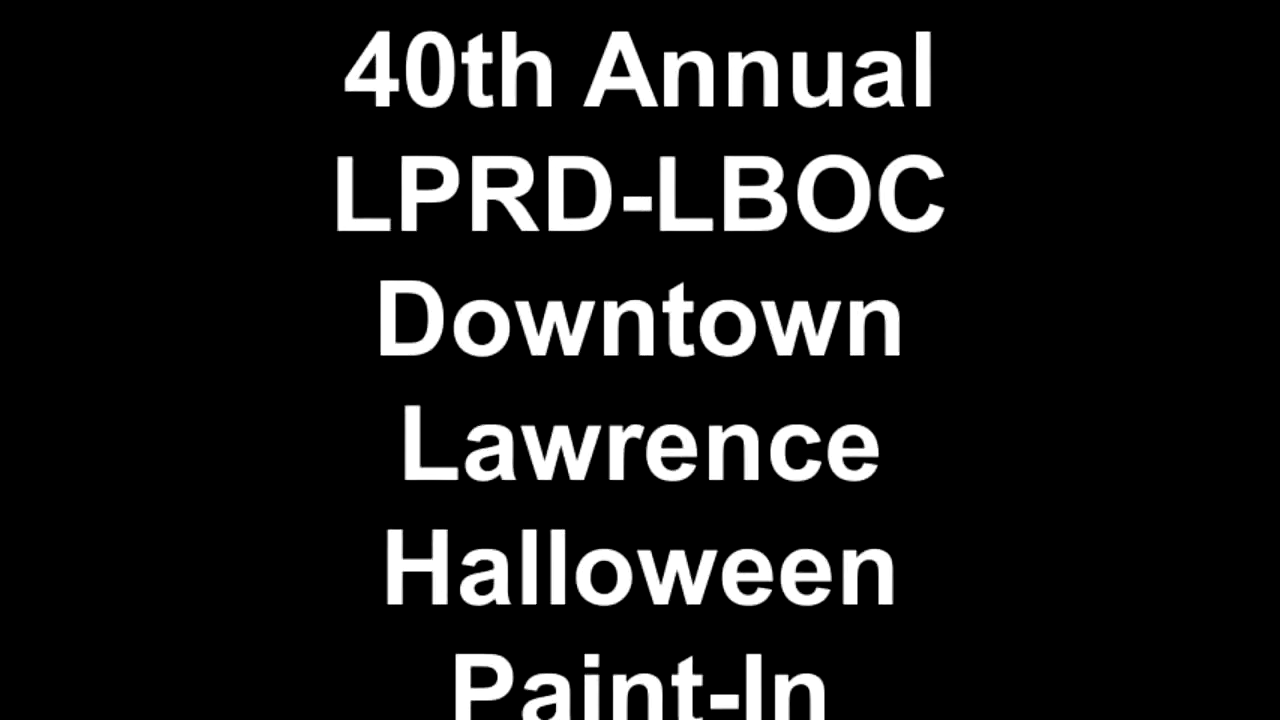 40th Annual
LPRD-LBOC
Downtown
Lawrence
Halloween
Paint-In